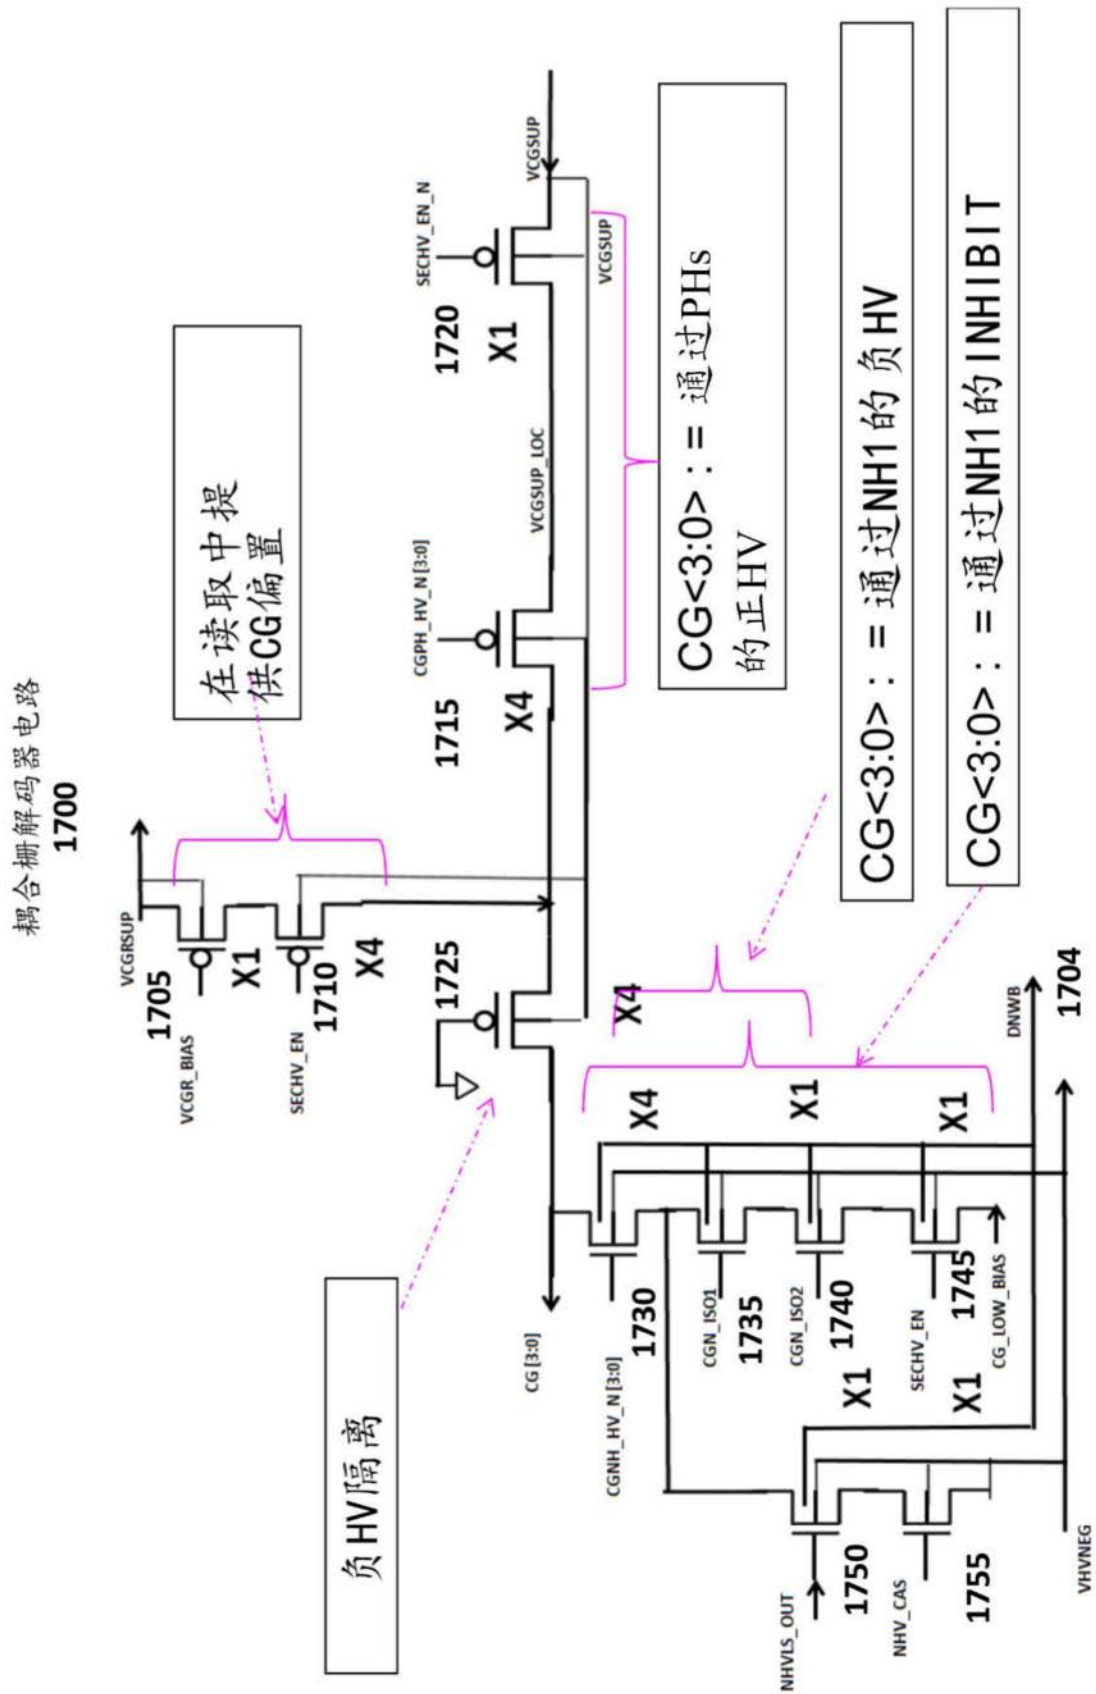 耦合栅解码器电路
1700
在读取中提
供CG偏置
VCGRSUP
1705
X1
VCGR_BIAS
1710
X4
SECHV_EN
SECHV_EN_N
1720
X1
VCGSUP
VCGSUP
VCGSUP_LOC
CGPH_HV_N[3:0]
1715
X4
1725
X4
CG<3:0> : = 通过PHs
的正HV
负HV隔离
CG [3:0]
CGNH_HV_N[3:0]
1730
X4
CGN_ISO1
1735
CGN_ISO2
1740
X1
SECHV_EN
1745
X1
CG_LOW_BIAS
NHVLS_OUT
1750
X1
NHV_CAS
1755
X1
DNWB
VHVNEG
1704
CG<3:0> : = 通过NH1的负HV
CG<3:0> : = 通过NH1的INHIBIT